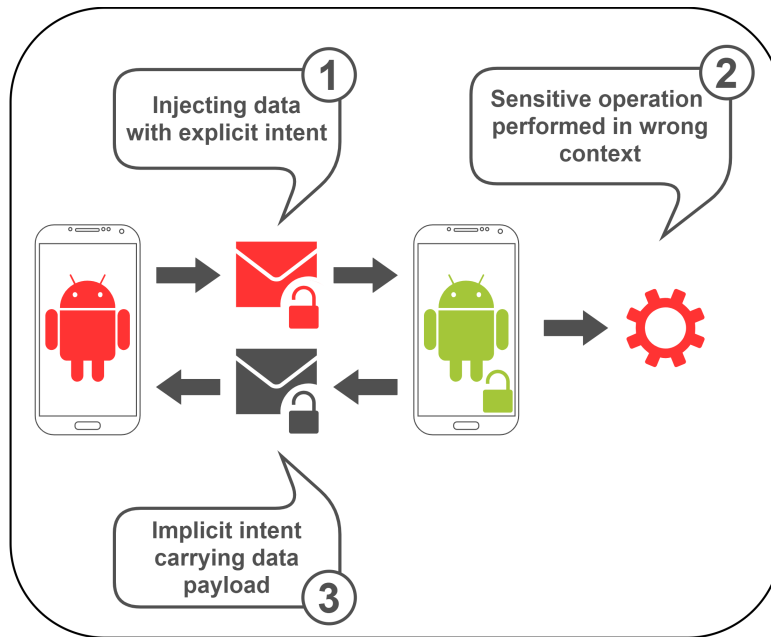 1
Injecting data
with explicit intent
2
Sensitive operation
performed in wrong
context
Implicit intent
carrying data
payload
3